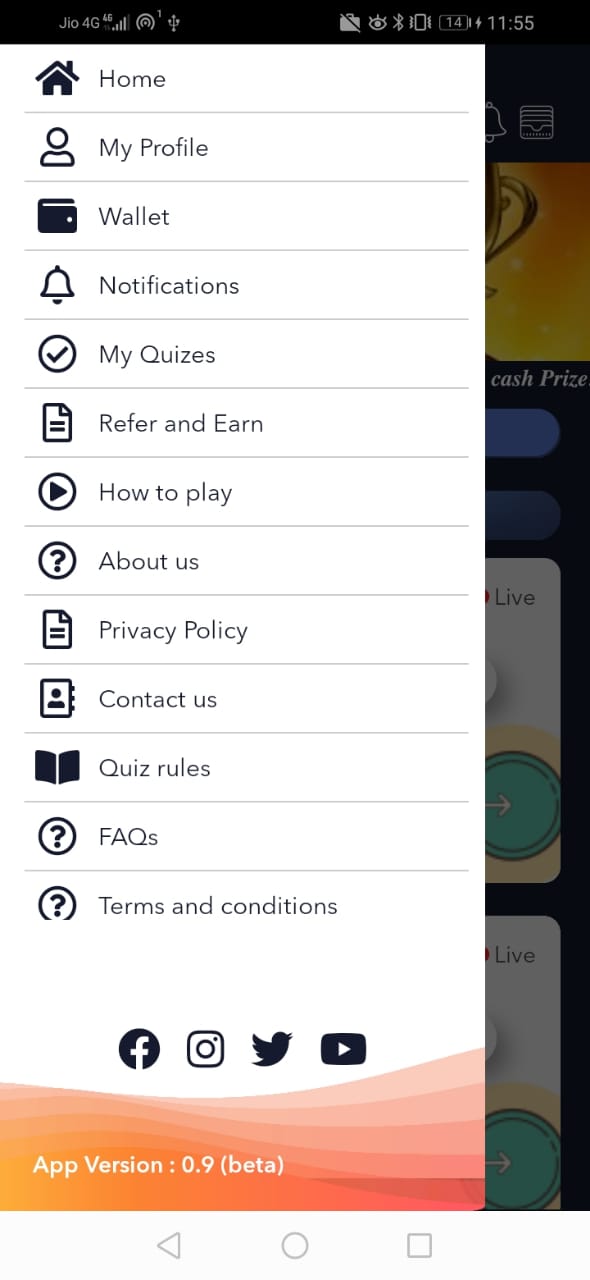 Jio 4G 4G 1 14 11:55
Home
My Profile
Wallet
Notifications
My Quizes
cash Prize
Refer and Earn
How to play
About us
Live
Privacy Policy
Contact us
Quiz rules
FAQs
Terms and conditions
Live
App Version : 0.9 (beta)